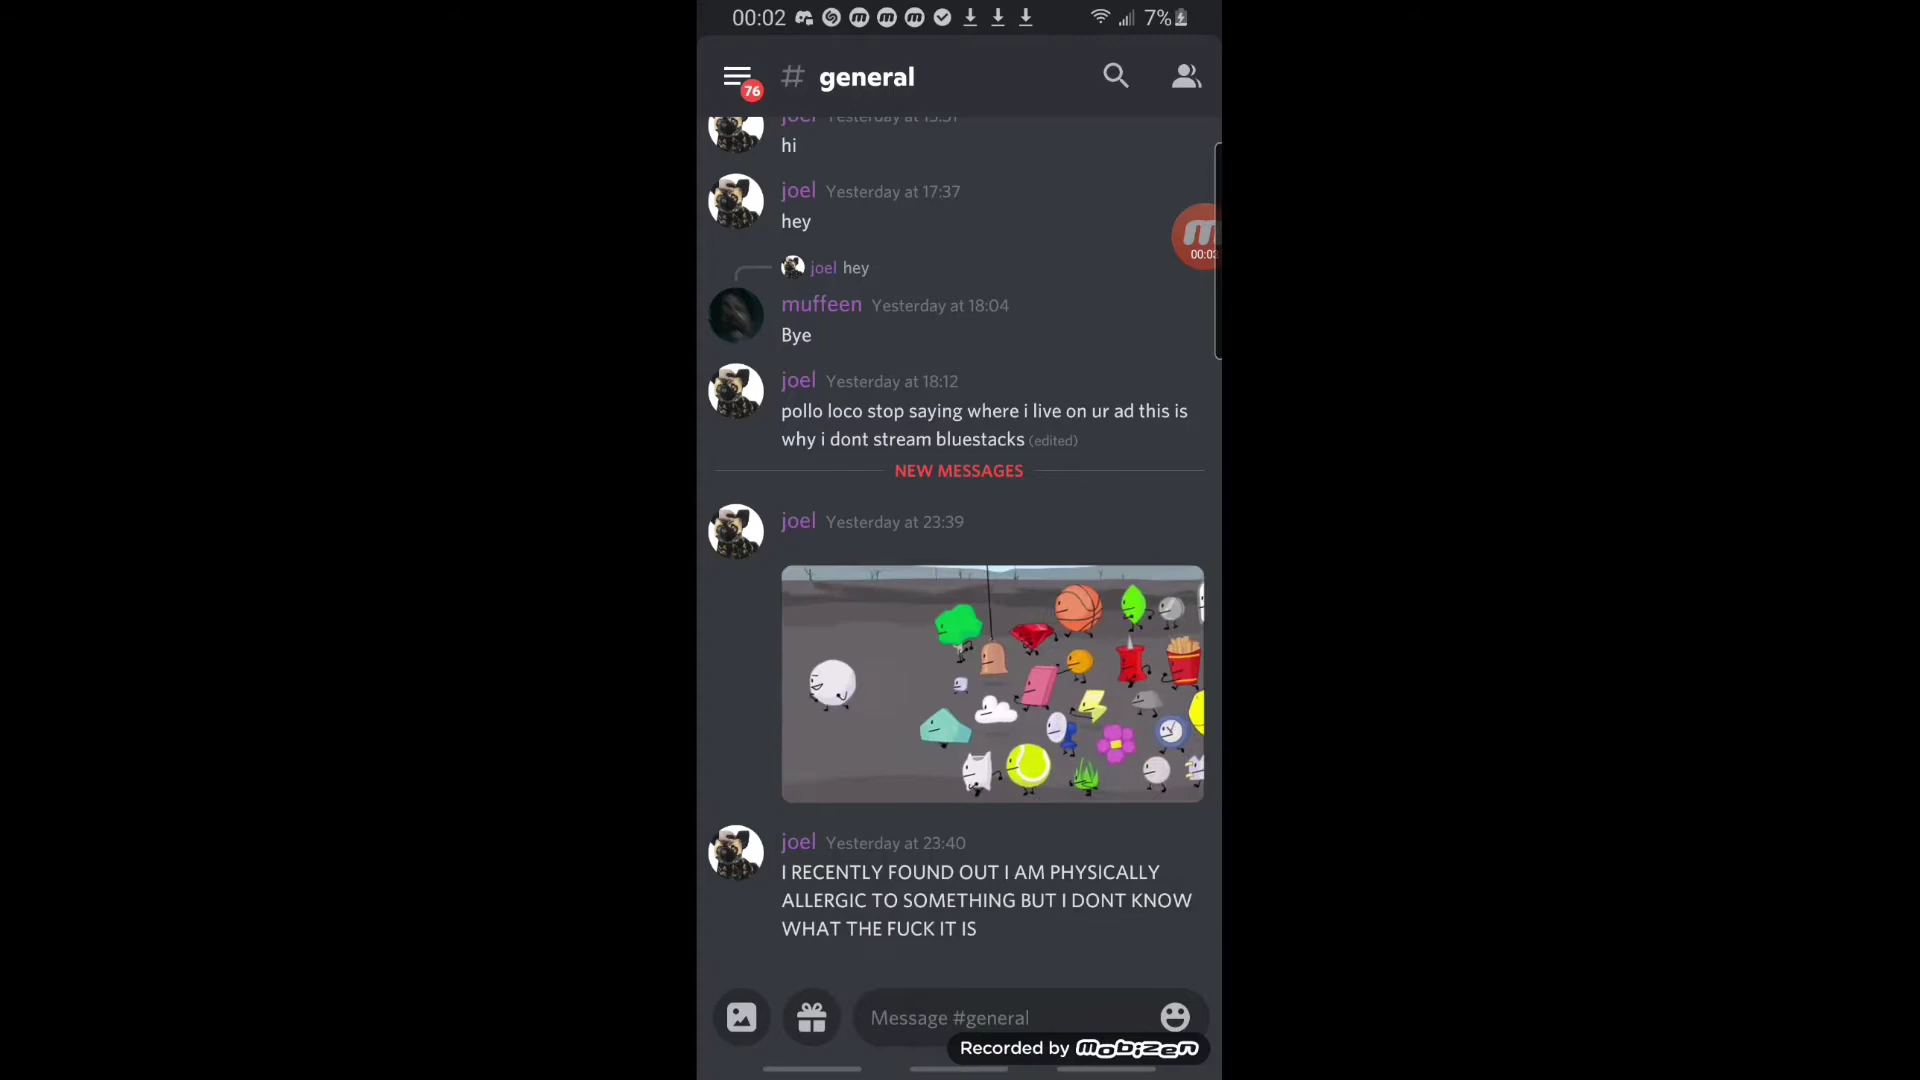 00:02 7%
76 # general
joel Yesterday at 15:31
hi
joel Yesterday at 17:37
hey
joel hey
muffeen Yesterday at 18:04
Bye
joel Yesterday at 18:12
pollo loco stop saying where i live on ur ad this is
why i dont stream bluestacks (edited)
NEW MESSAGES
joel Yesterday at 23:39
joel Yesterday at 23:40
I RECENTLY FOUND OUT I AM PHYSICALLY
ALLERGIC TO SOMETHING BUT I DONT KNOW
WHAT THE FUCK IT IS
Message #general
Recorded by mobizen